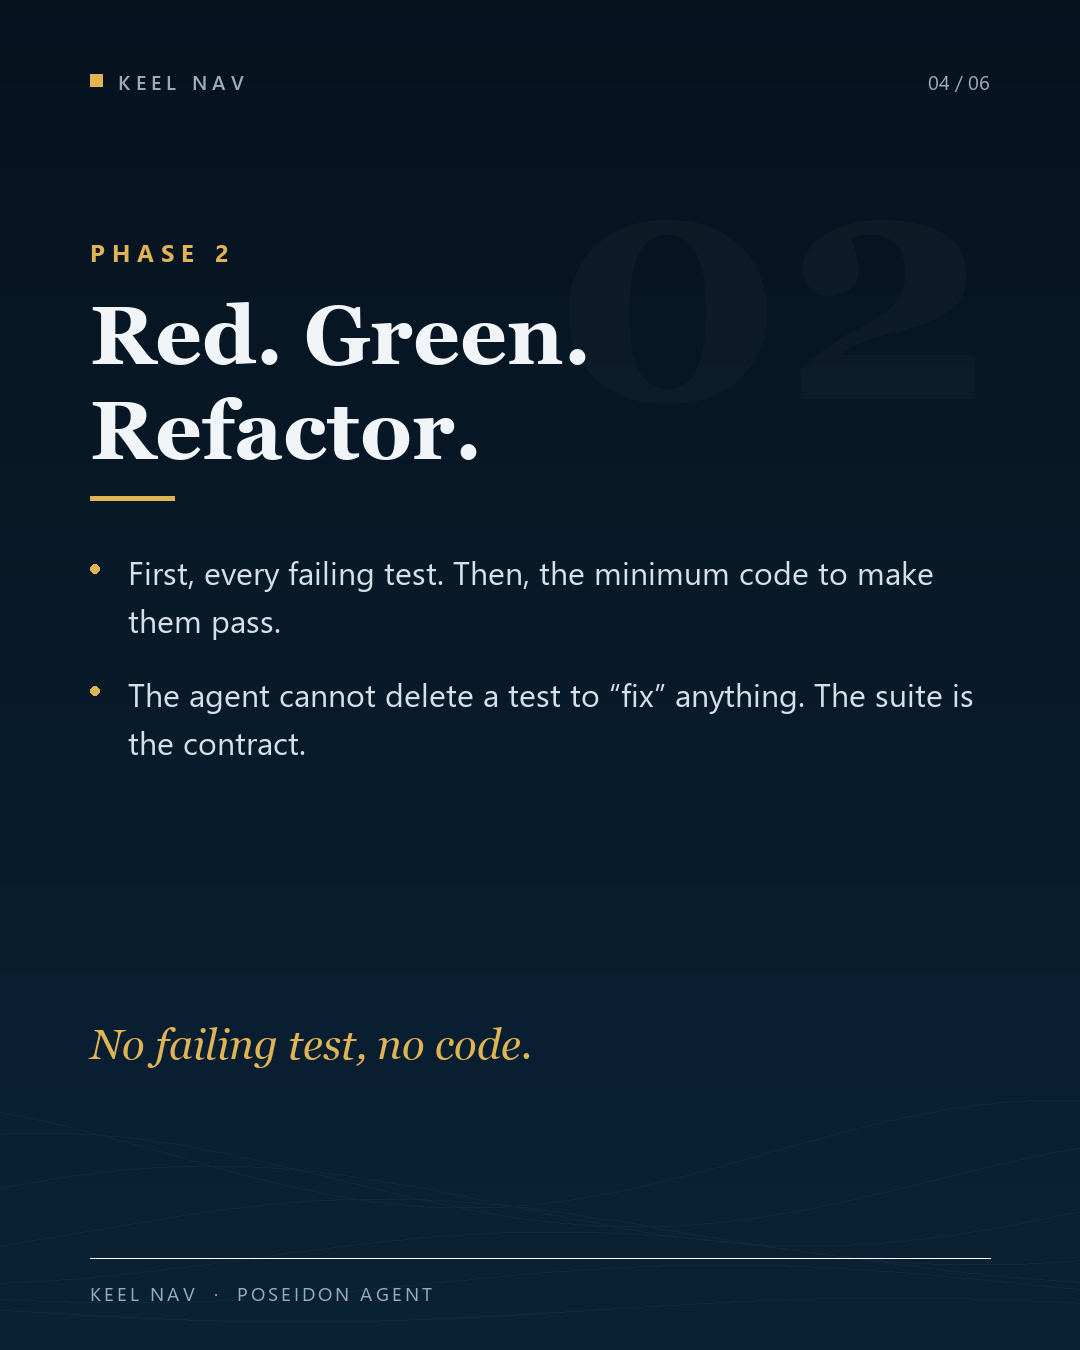 KEEL NAV
04 / 06
02
PHASE 2
Red. Green.
Refactor.
• First, every failing test. Then, the minimum code to make
them pass.
• The agent cannot delete a test to “fix” anything. The suite is
the contract.
No failing test, no code.
KEEL NAV · POSEIDON AGENT